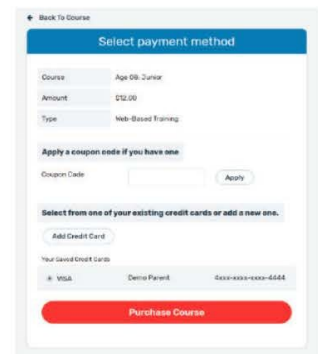 Back To Course
Select payment method
Course Age 08: Junior
Amount $12.00
Type Web-Based Training
Apply a coupon code if you have one
Coupon Code Apply
Select from one of your existing credit cards or add a new one.
Add Credit Card
Your Saved Credit Cards
VISA Demo Parent 4xxx-xxxx-xxxx-4444
Purchase Course